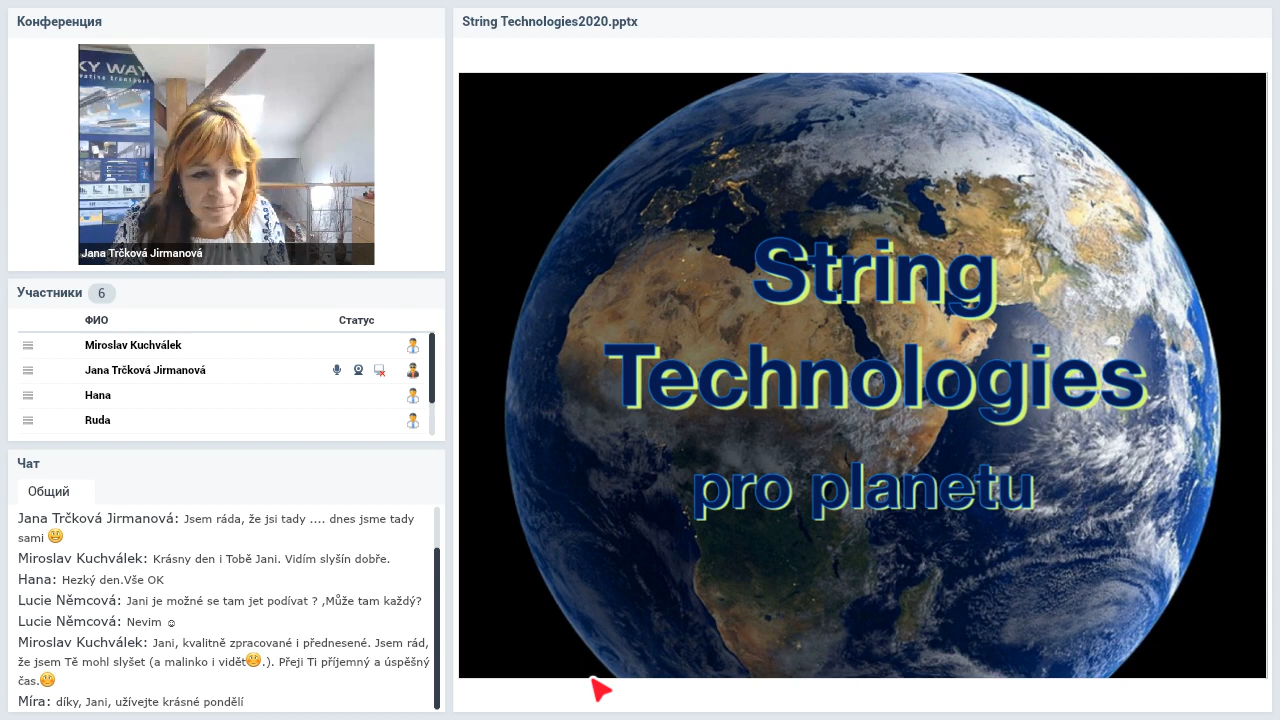 Конференция
KY WAY
Jana Trčková Jirmanová
Участники 6
ФИО Статус
Miroslav Kuchválek
Jana Trčková Jirmanová
Hana
Ruda
Чат
Общий
Jana Trčková Jirmanová: Jsem ráda, že jsi tady .... dnes jsme tady
sami
Miroslav Kuchválek: Krásny den i Tobě Jani. Vidím slyšín dobře.
Hana: Hezký den.Vše OK
Lucie Němcová: Jani je možné se tam jet podívat ? ,Může tam každý?
Lucie Němcová: Nevim ☺
Miroslav Kuchválek: Jani, kvalitně zpracované i přednesené. Jsem rád,
že jsem Tě mohl slyšet (a malinko i vidět .). Přeji Ti příjemný a úspěšný
čas.
Míra: díky, Jani, užívejte krásné pondělí
String Technologies2020.pptx
String
Technologies
pro planetu